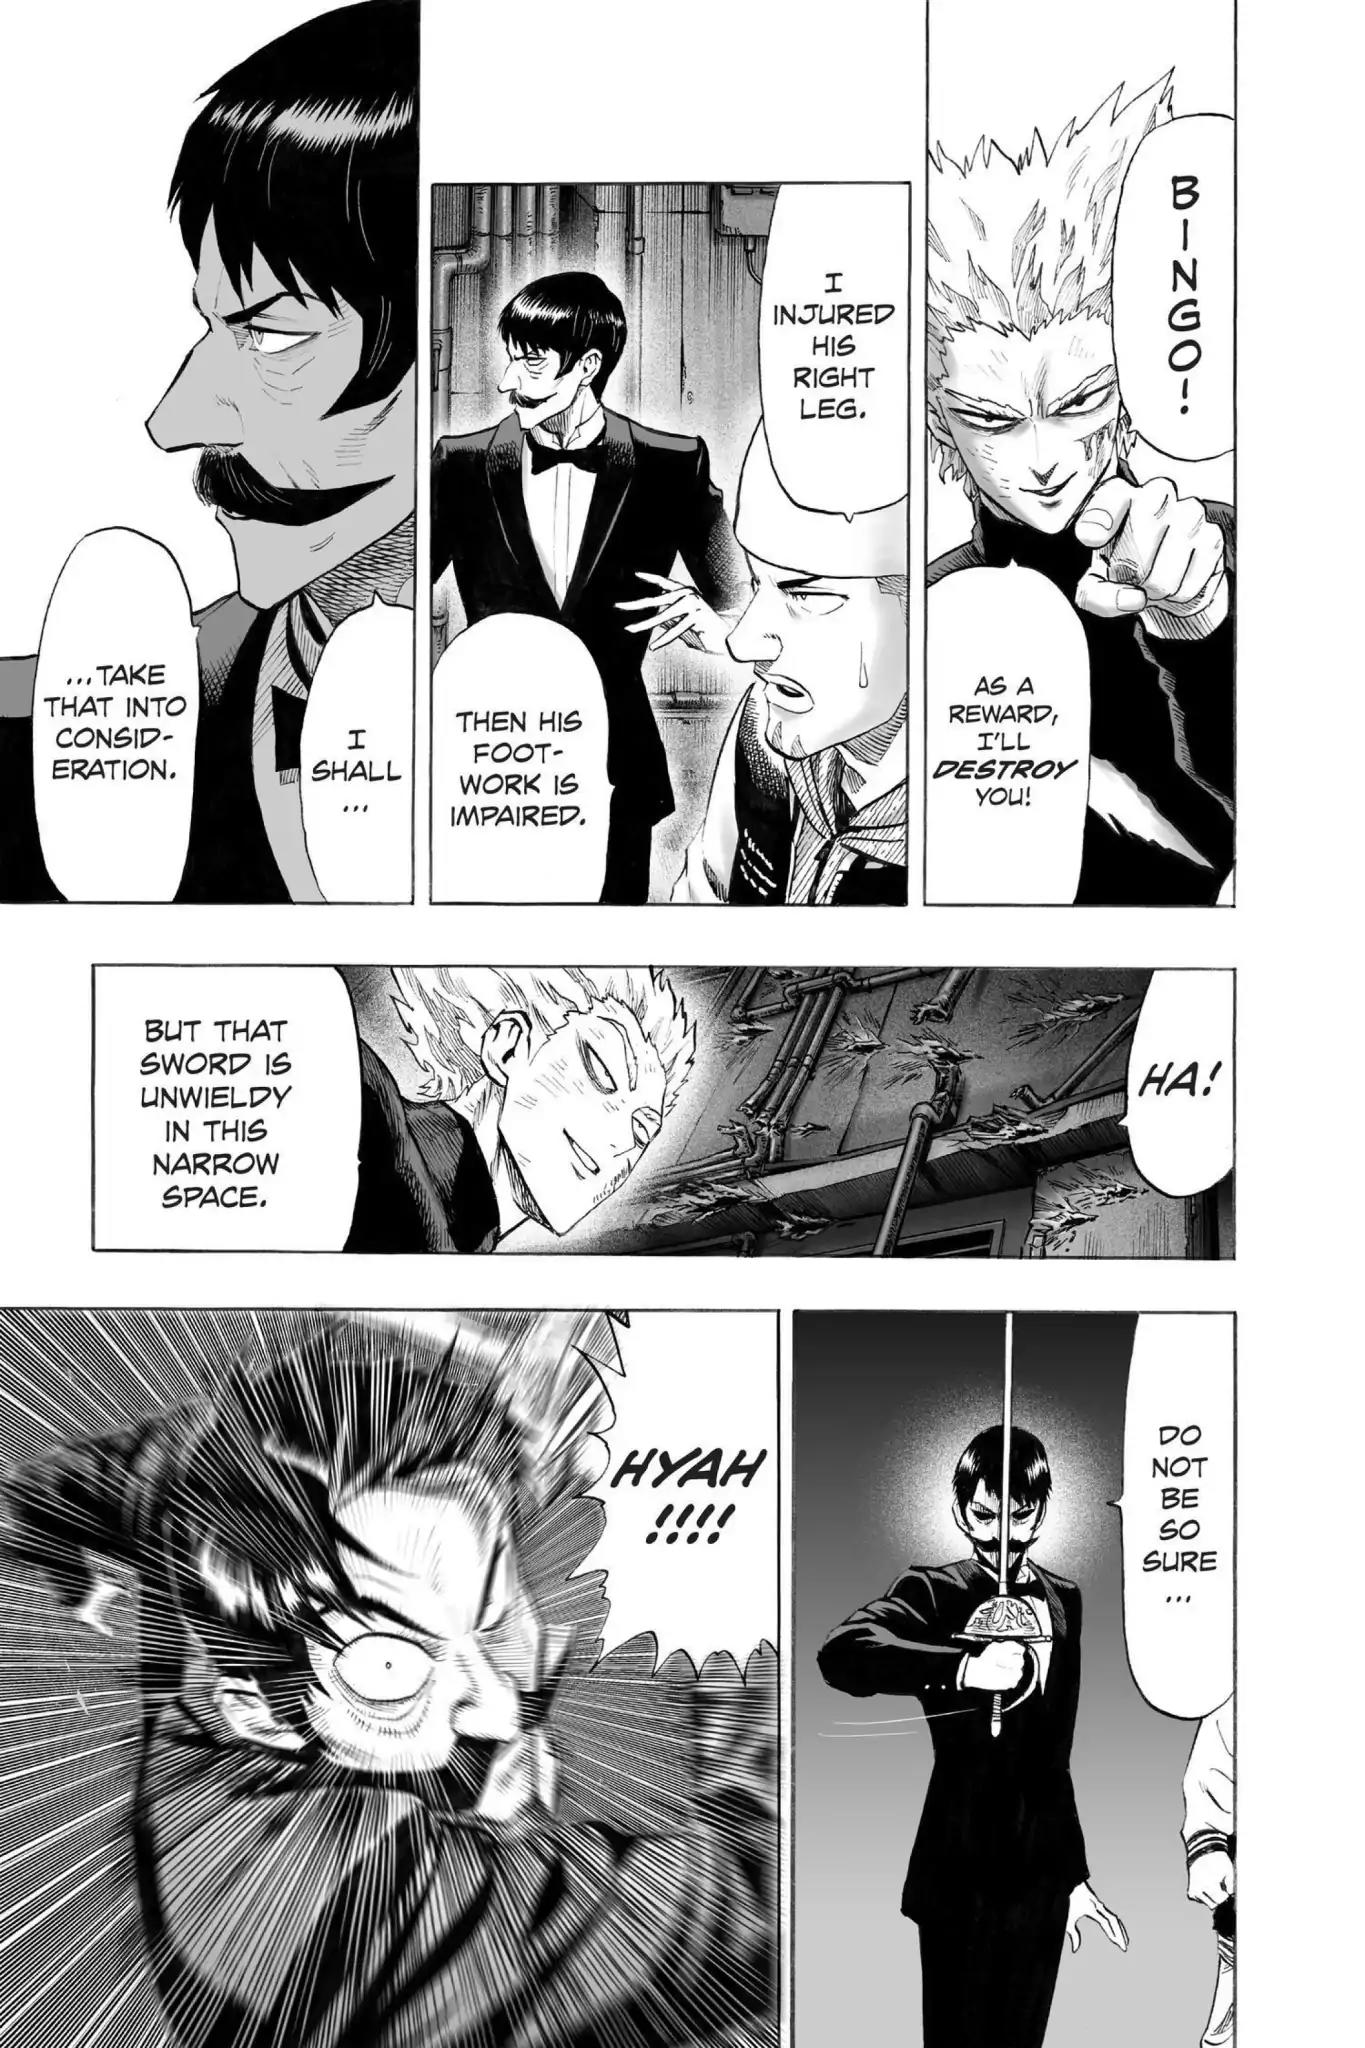 BINGO!
AS A
REWARD,
I'LL
DESTROY
YOU!
I
INJURED
HIS
RIGHT
LEG.
THEN HIS
FOOT-
WORK IS
IMPAIRED.
I
SHALL
...
...TAKE
THAT INTO
CONSID-
ERATION.
HA!
BUT THAT
SWORD IS
UNWIELDY
IN THIS
NARROW
SPACE.
DO
NOT
BE
SO
SURE
...
HYAH
!!!!